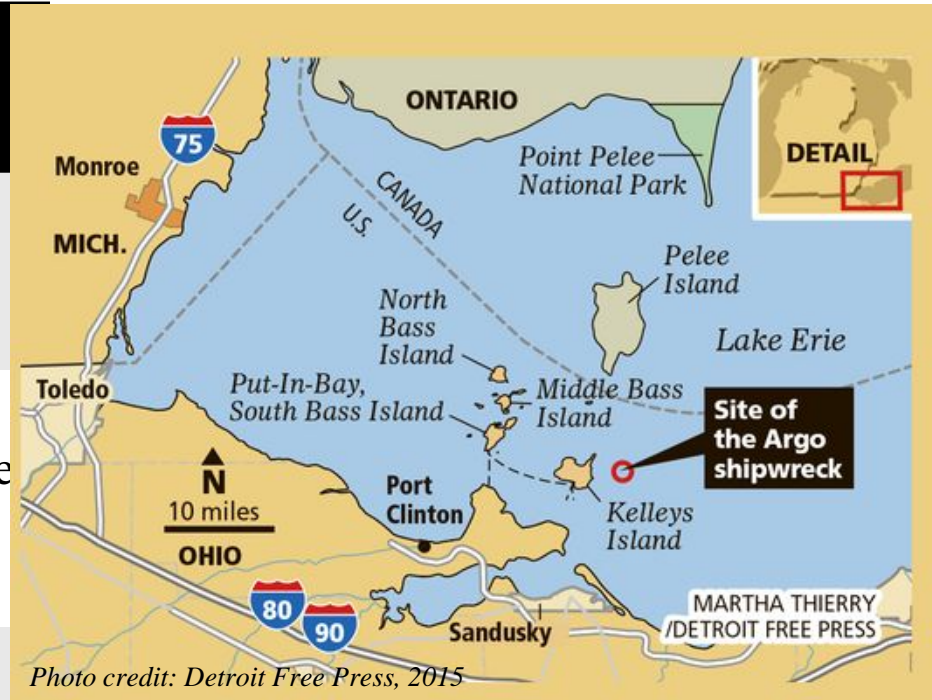 ONTARIO
75
Monroe
Point Pelee
National Park
DETAIL
CANADA
U.S.
MICH.
Pelee
Island
North
Bass
Island
Lake Erie
Toledo
Put-In-Bay,
South Bass Island
Middle Bass
Island
Site of
the Argo
shipwreck
e
N
10 miles
Port
Clinton
Kelleys
Island
OHIO
80
90
Sandusky
MARTHA THIERRY
/DETROIT FREE PRESS
Photo credit: Detroit Free Press, 2015